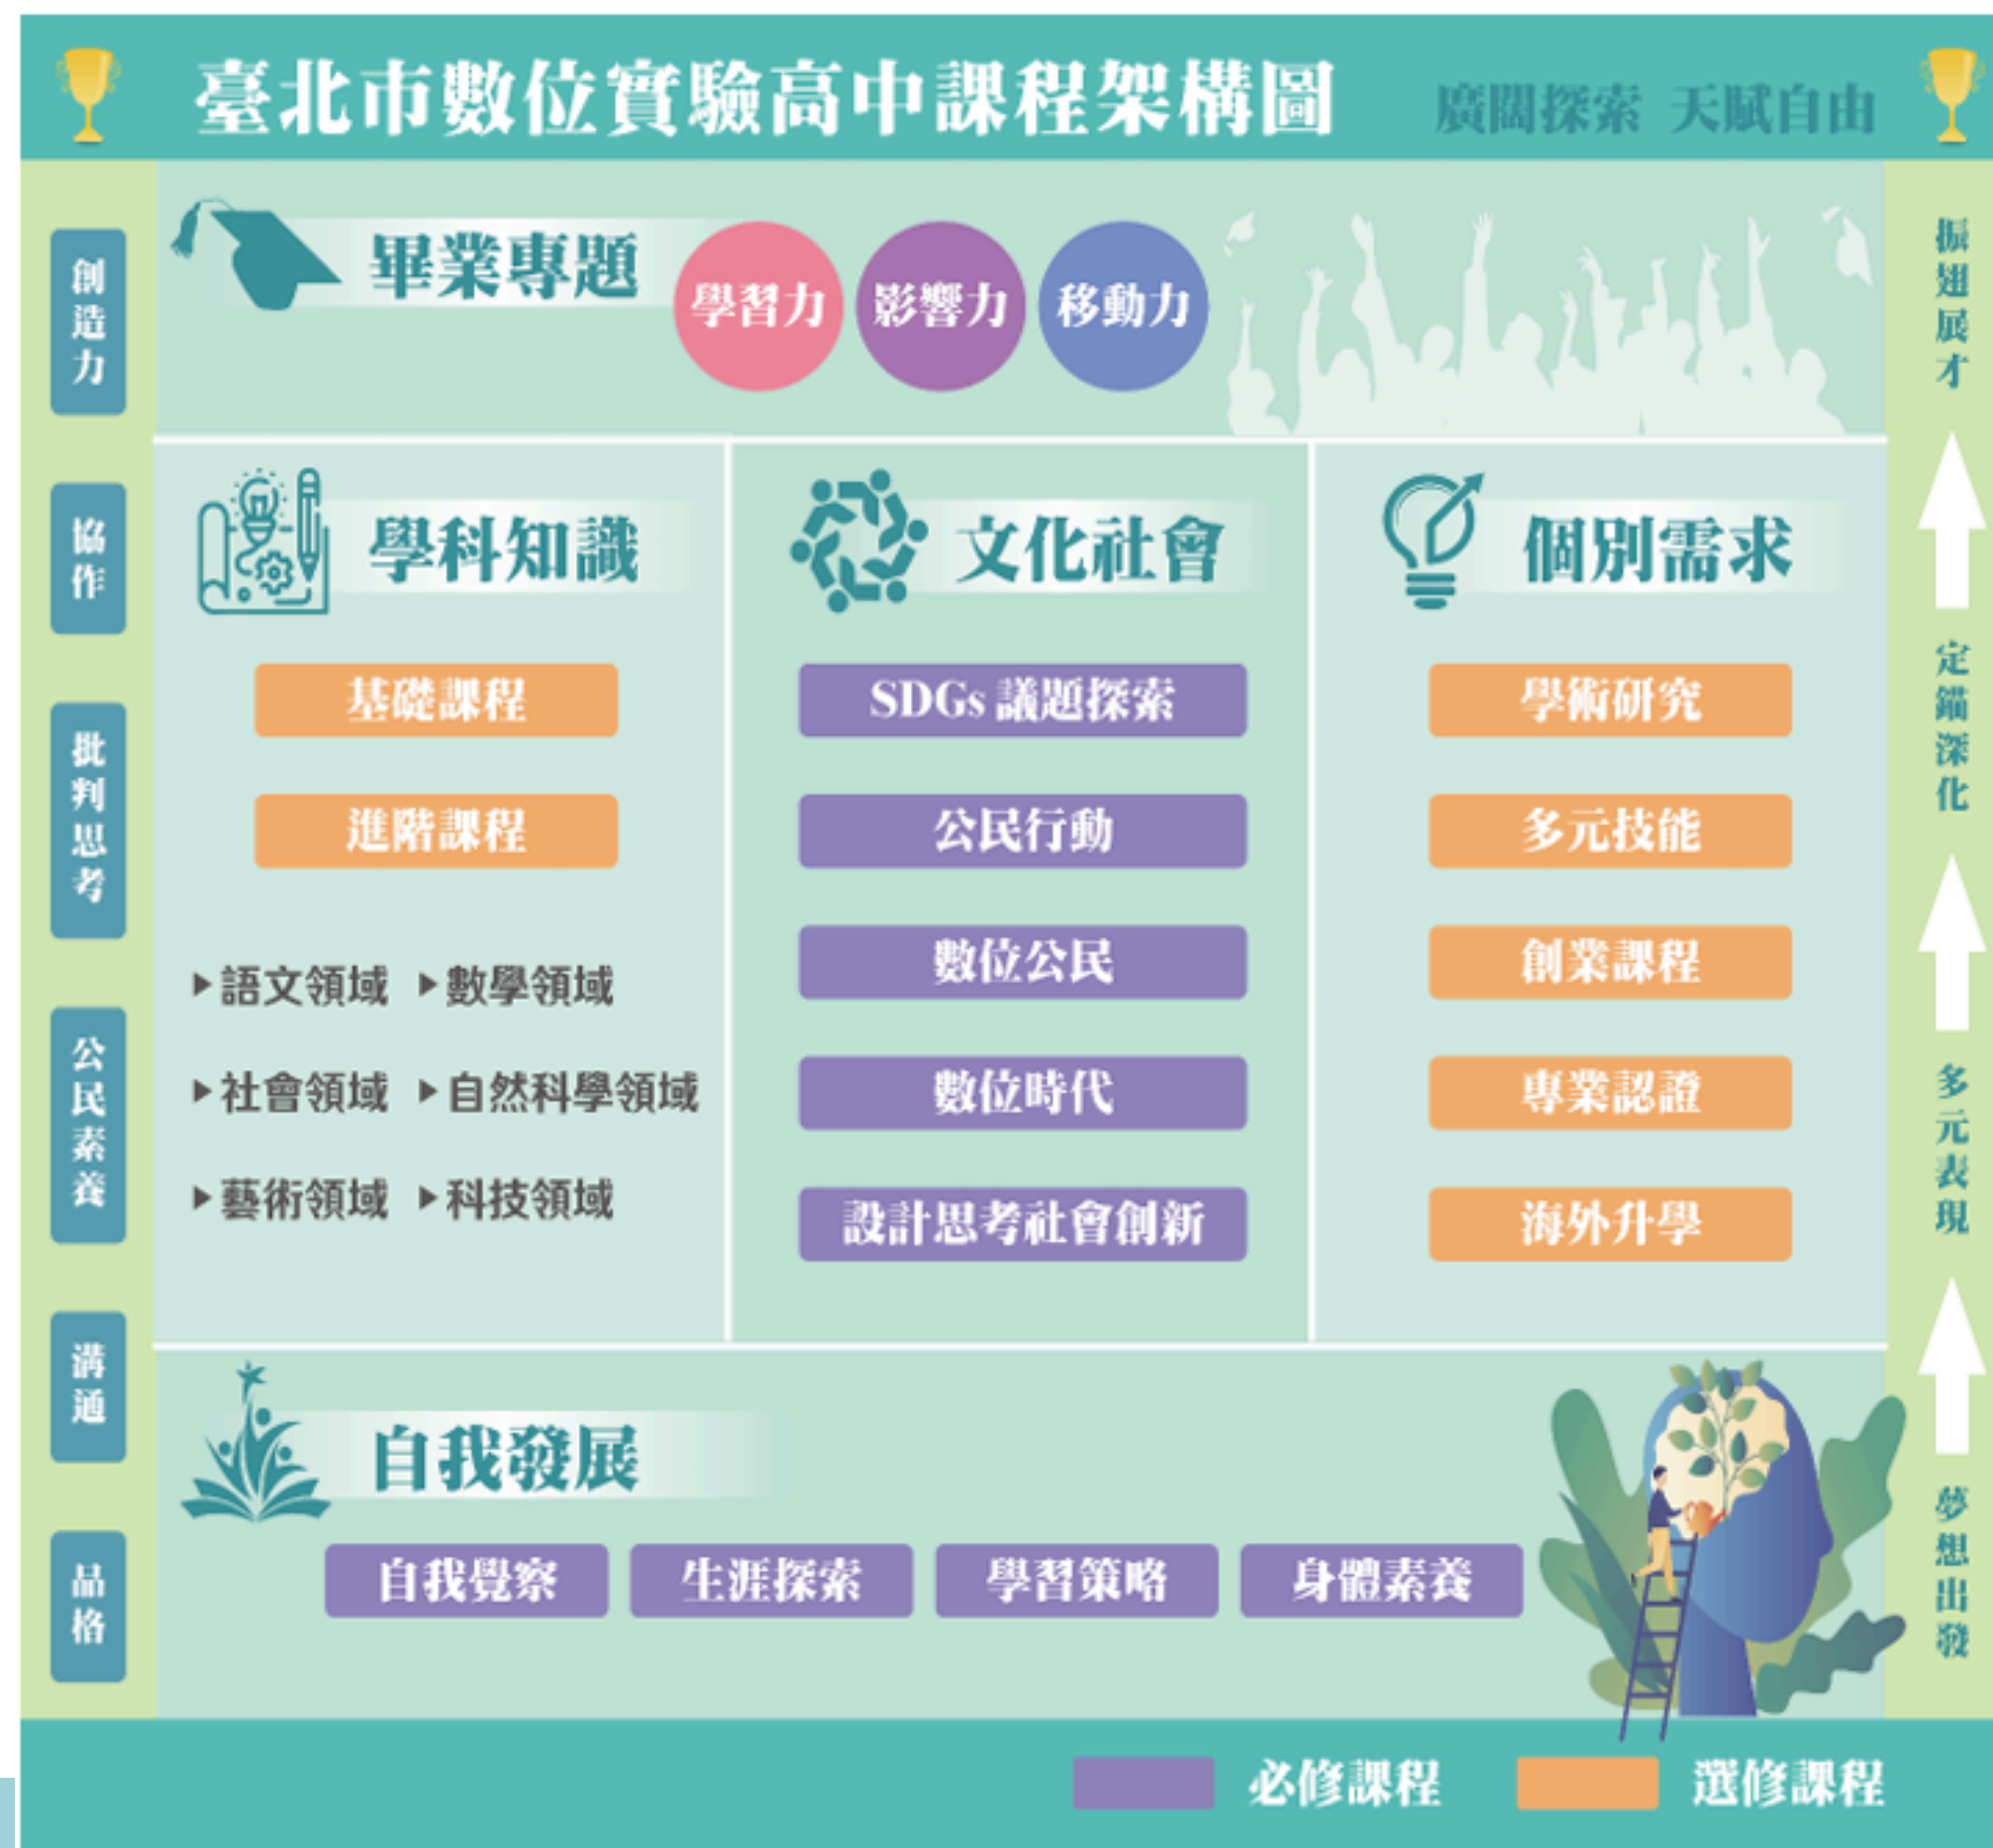 臺北市數位實驗高中課程架構圖
廣闊探索 天賦自由
創造力
協作
批判思考
公民素養
溝通
品格
畢業專題
學習力
影響力
移動力
學科知識
基礎課程
進階課程
▶語文領域 ▶數學領域
▶社會領域 ▶自然科學領域
▶藝術領域 ▶科技領域
文化社會
SDGs 議題探索
公民行動
數位公民
數位時代
設計思考社會創新
個別需求
學術研究
多元技能
創業課程
專業認證
海外升學
自我發展
自我覺察
生涯探索
學習策略
身體素養
振翅展才
定錨深化
多元表現
夢想出發
必修課程
選修課程